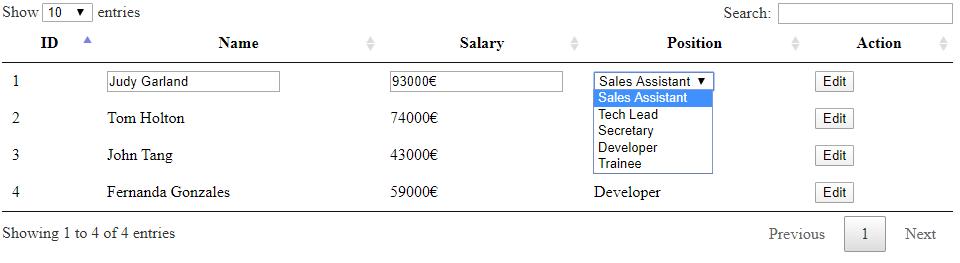 Show 10 entries Search:
ID Name Salary Position Action
1 Judy Garland 93000€ Sales Assistant Edit
Sales Assistant
2 Tom Holton 74000€ Tech Lead Edit
Secretary
Developer
3 John Tang 43000€ Trainee Edit
4 Fernanda Gonzales 59000€ Developer Edit
Showing 1 to 4 of 4 entries Previous 1 Next